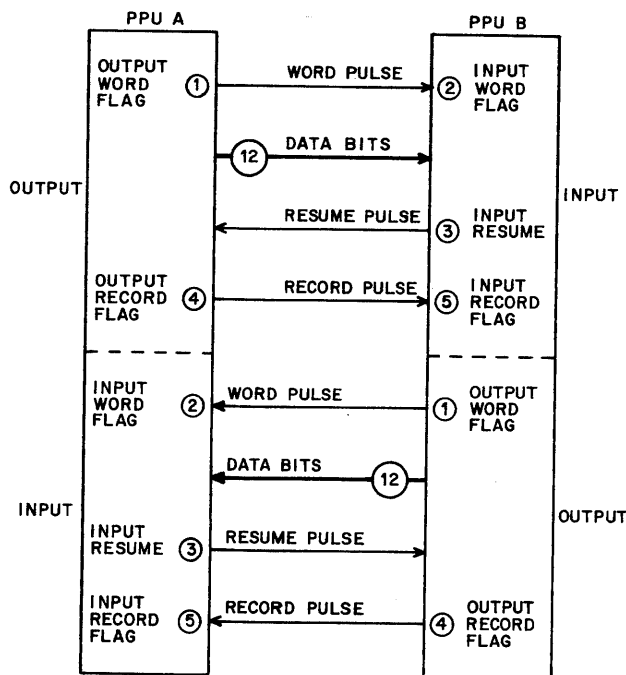 PPU A
PPU B
OUTPUT
WORD
FLAG
1
WORD PULSE
2
INPUT
WORD
FLAG
12
DATA BITS
OUTPUT
INPUT
RESUME PULSE
3
INPUT
RESUME
OUTPUT
RECORD
FLAG
4
RECORD PULSE
5
INPUT
RECORD
FLAG
INPUT
WORD
FLAG
2
WORD PULSE
1
OUTPUT
WORD
FLAG
DATA BITS
12
INPUT
OUTPUT
INPUT
RESUME
3
RESUME PULSE
INPUT
RECORD
FLAG
5
RECORD PULSE
4
OUTPUT
RECORD
FLAG